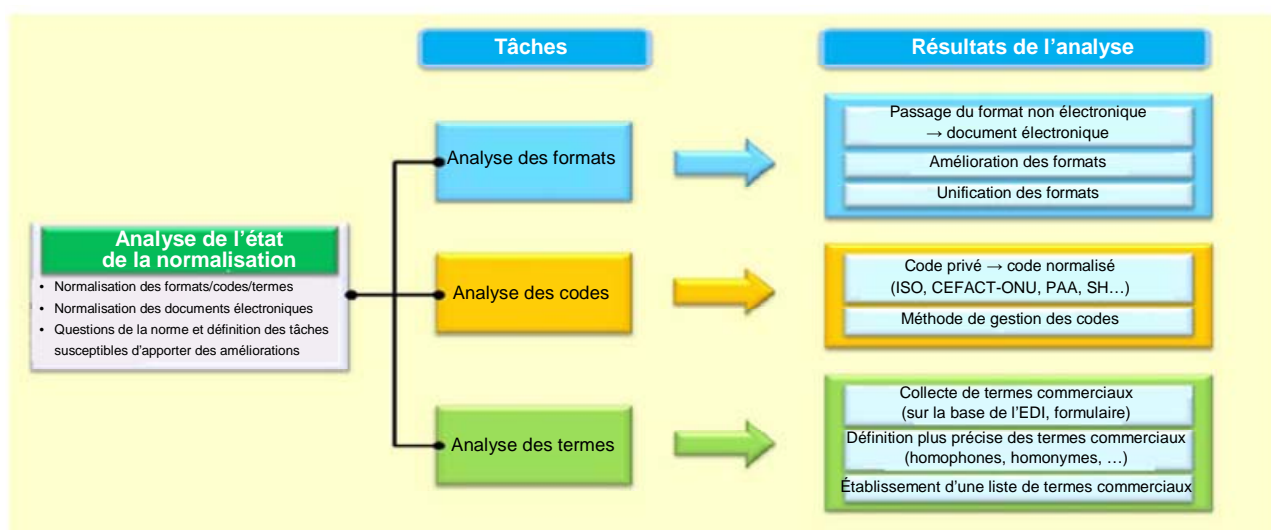 Tâches
Résultats de l'analyse
Analyse de l'état
de la normalisation
• Normalisation des formats/codes/termes
• Normalisation des documents électroniques
• Questions de la norme et définition des tâches
susceptibles d'apporter des améliorations
Analyse des formats
Passage du format non électronique
→ document électronique
Amélioration des formats
Unification des formats
Analyse des codes
Code privé → code normalisé
(ISO, CEFACT-ONU, PAA, SH…)
Méthode de gestion des codes
Analyse des termes
Collecte de termes commerciaux
(sur la base de l'EDI, formulaire)
Définition plus précise des termes commerciaux
(homophones, homonymes, …)
Établissement d'une liste de termes commerciaux